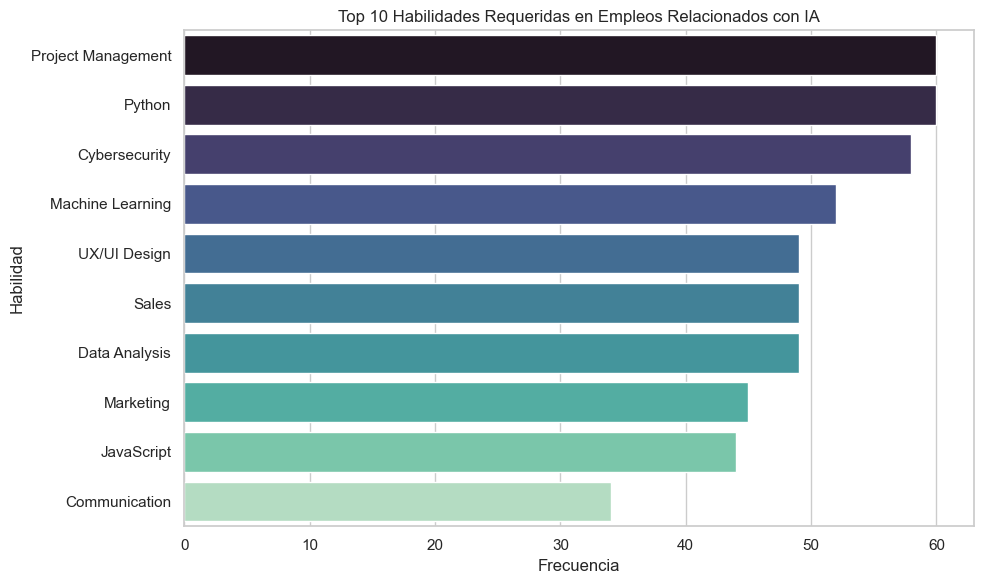 Top 10 Habilidades Requeridas en Empleos Relacionados con IA
Habilidad
Project Management
Python
Cybersecurity
Machine Learning
UX/UI Design
Sales
Data Analysis
Marketing
JavaScript
Communication
0 10 20 30 40 50 60
Frecuencia